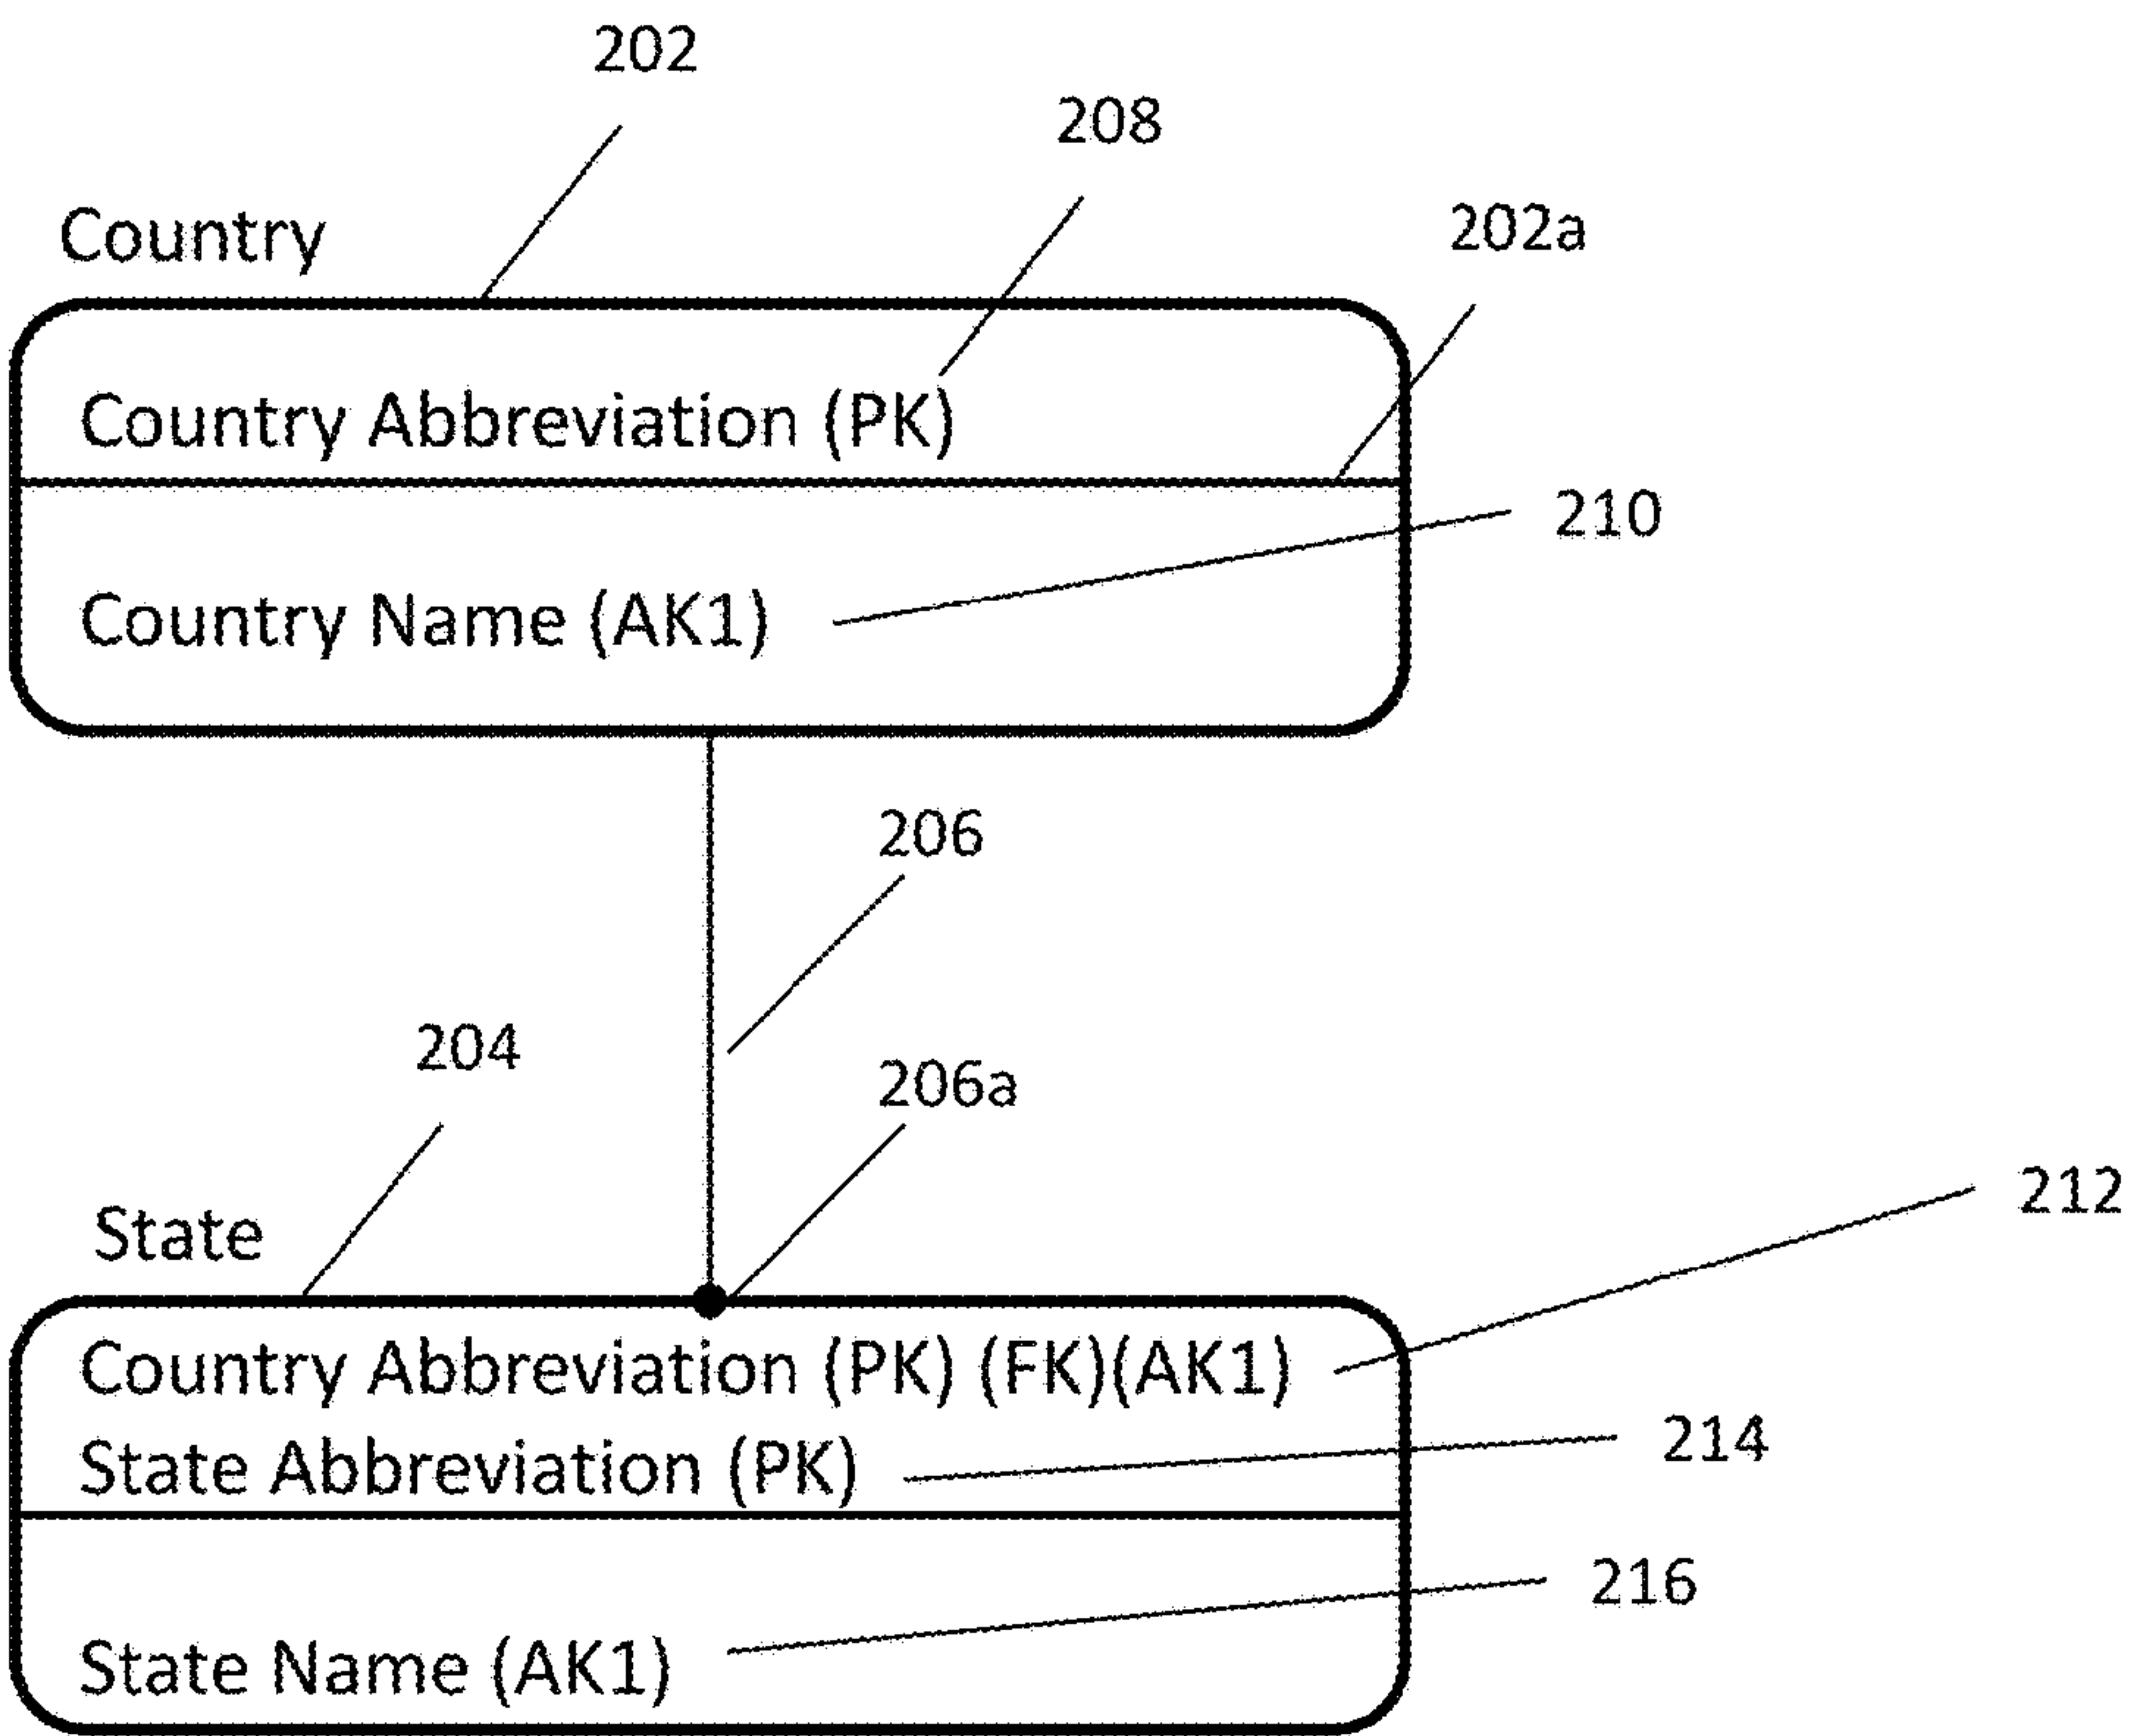 202
208
Country
202a
Country Abbreviation (PK)
210
Country Name (AK1)
206
204
206a
212
State
Country Abbreviation (PK) (FK)(AK1)
214
State Abbreviation (PK)
216
State Name (AK1)